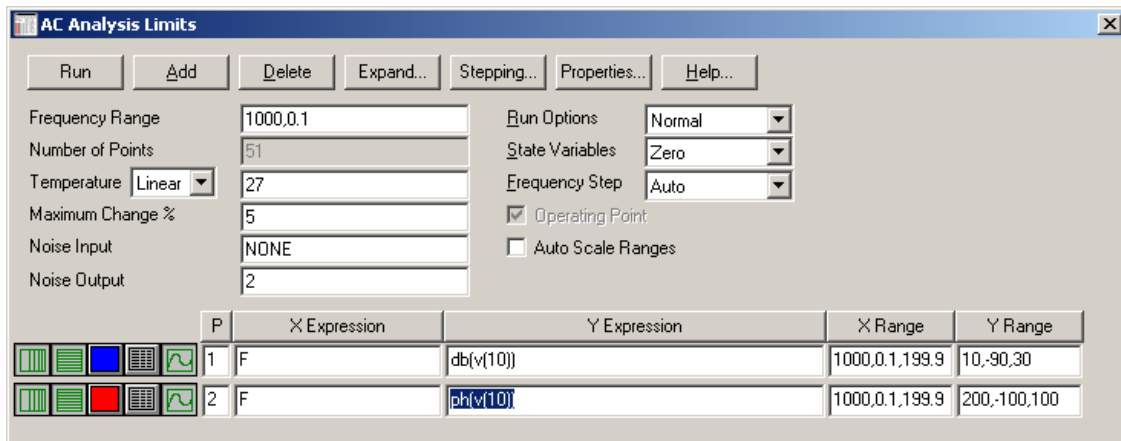 AC Analysis Limits
Run Add Delete Expand... Stepping... Properties... Help...
Frequency Range 1000,0.1 Run Options Normal
Number of Points 51 State Variables Zero
Temperature Linear 27 Frequency Step Auto
Maximum Change % 5 Operating Point
Noise Input NONE Auto Scale Ranges
Noise Output 2
P X Expression Y Expression X Range Y Range
1 F db(v(10)) 1000,0.1,199.9 10,-90,30
2 F ph(v(10)) 1000,0.1,199.9 200,-100,100